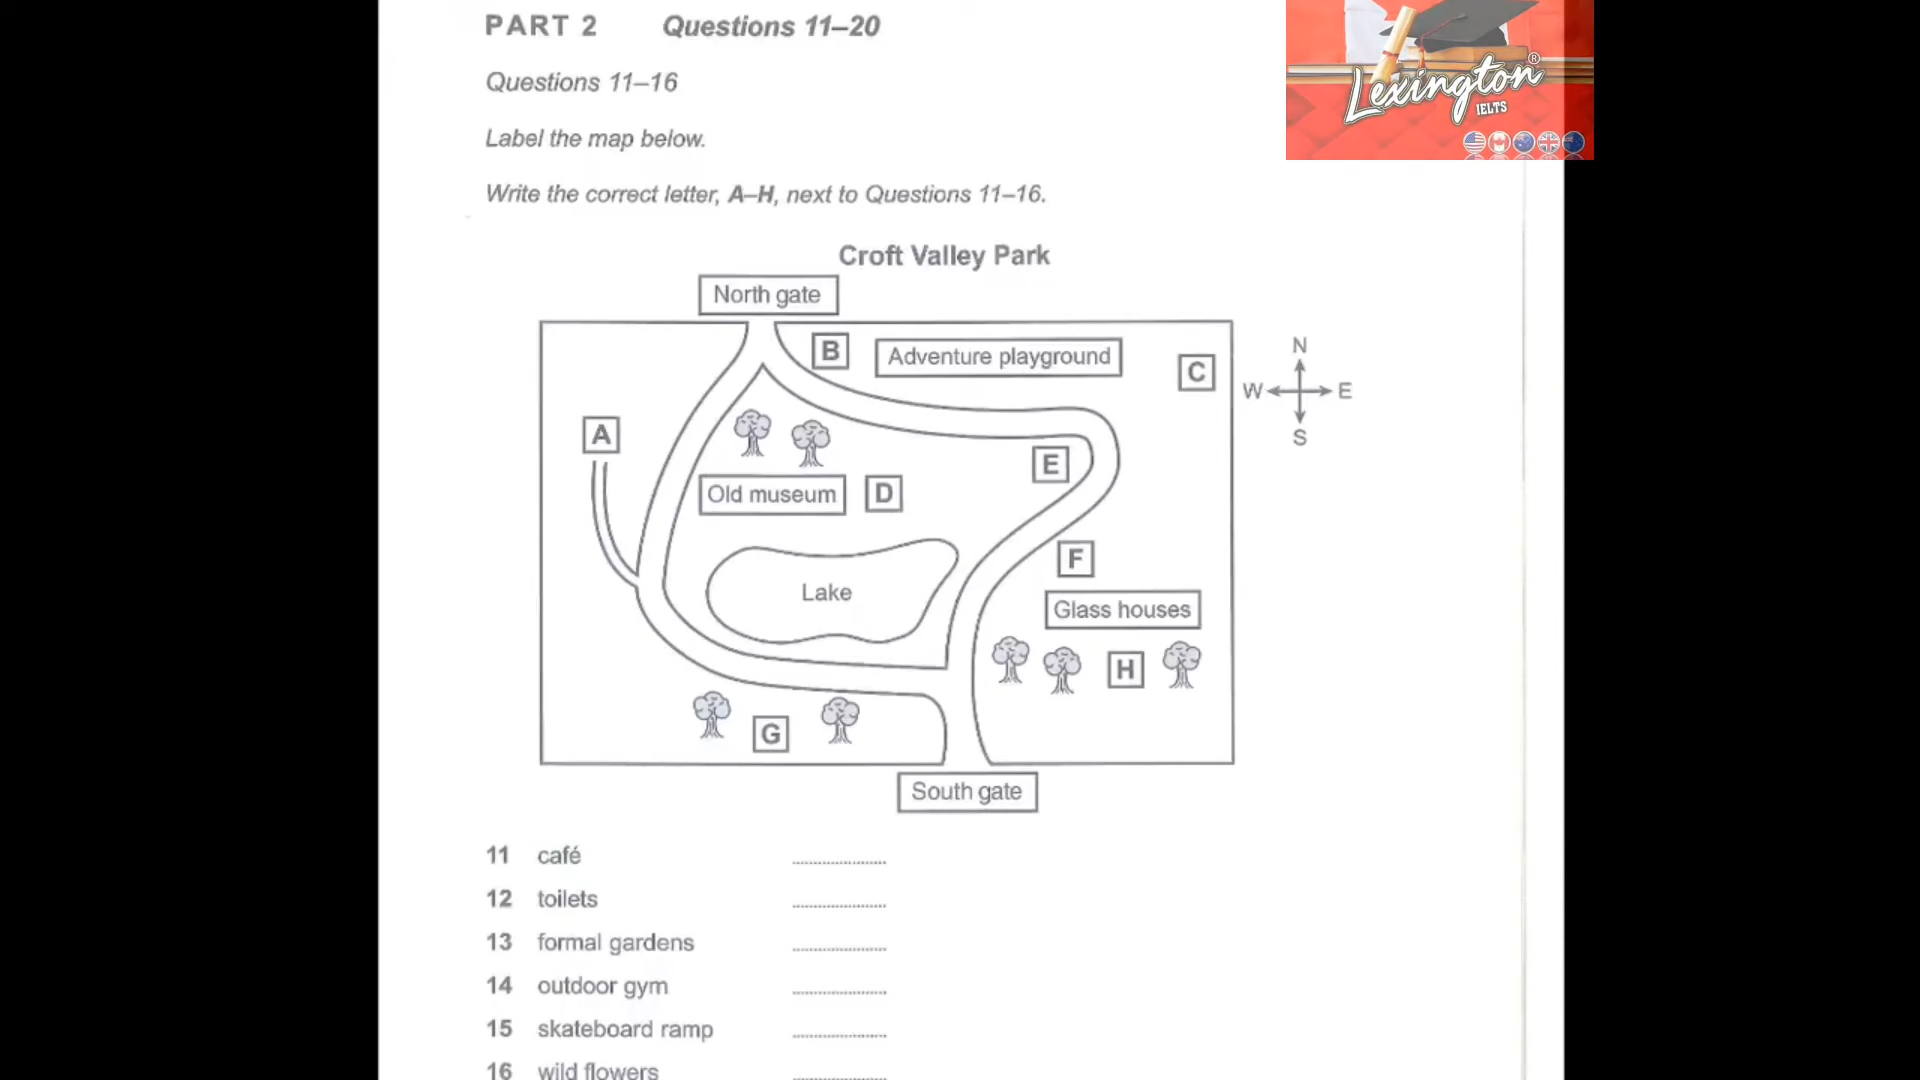 PART 2 Questions 11–20
Lexington®
IELTS
Questions 11–16
Label the map below.
Write the correct letter, A–H, next to Questions 11–16.
Croft Valley Park
North gate
B
Adventure playground
C
N
W E
S
A
E
Old museum
D
F
Lake
Glass houses
H
G
South gate
11 café ........................
12 toilets ........................
13 formal gardens ........................
14 outdoor gym ........................
15 skateboard ramp ........................
16 wild flowers ........................